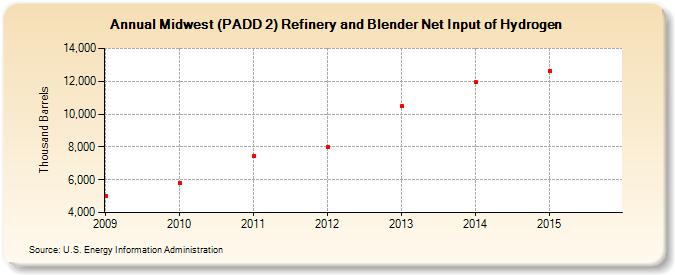 Annual Midwest (PADD 2) Refinery and Blender Net Input of Hydrogen
Thousand Barrels
14,000
12,000
10,000
8,000
6,000
4,000
2009 2010 2011 2012 2013 2014 2015
Source: U.S. Energy Information Administration